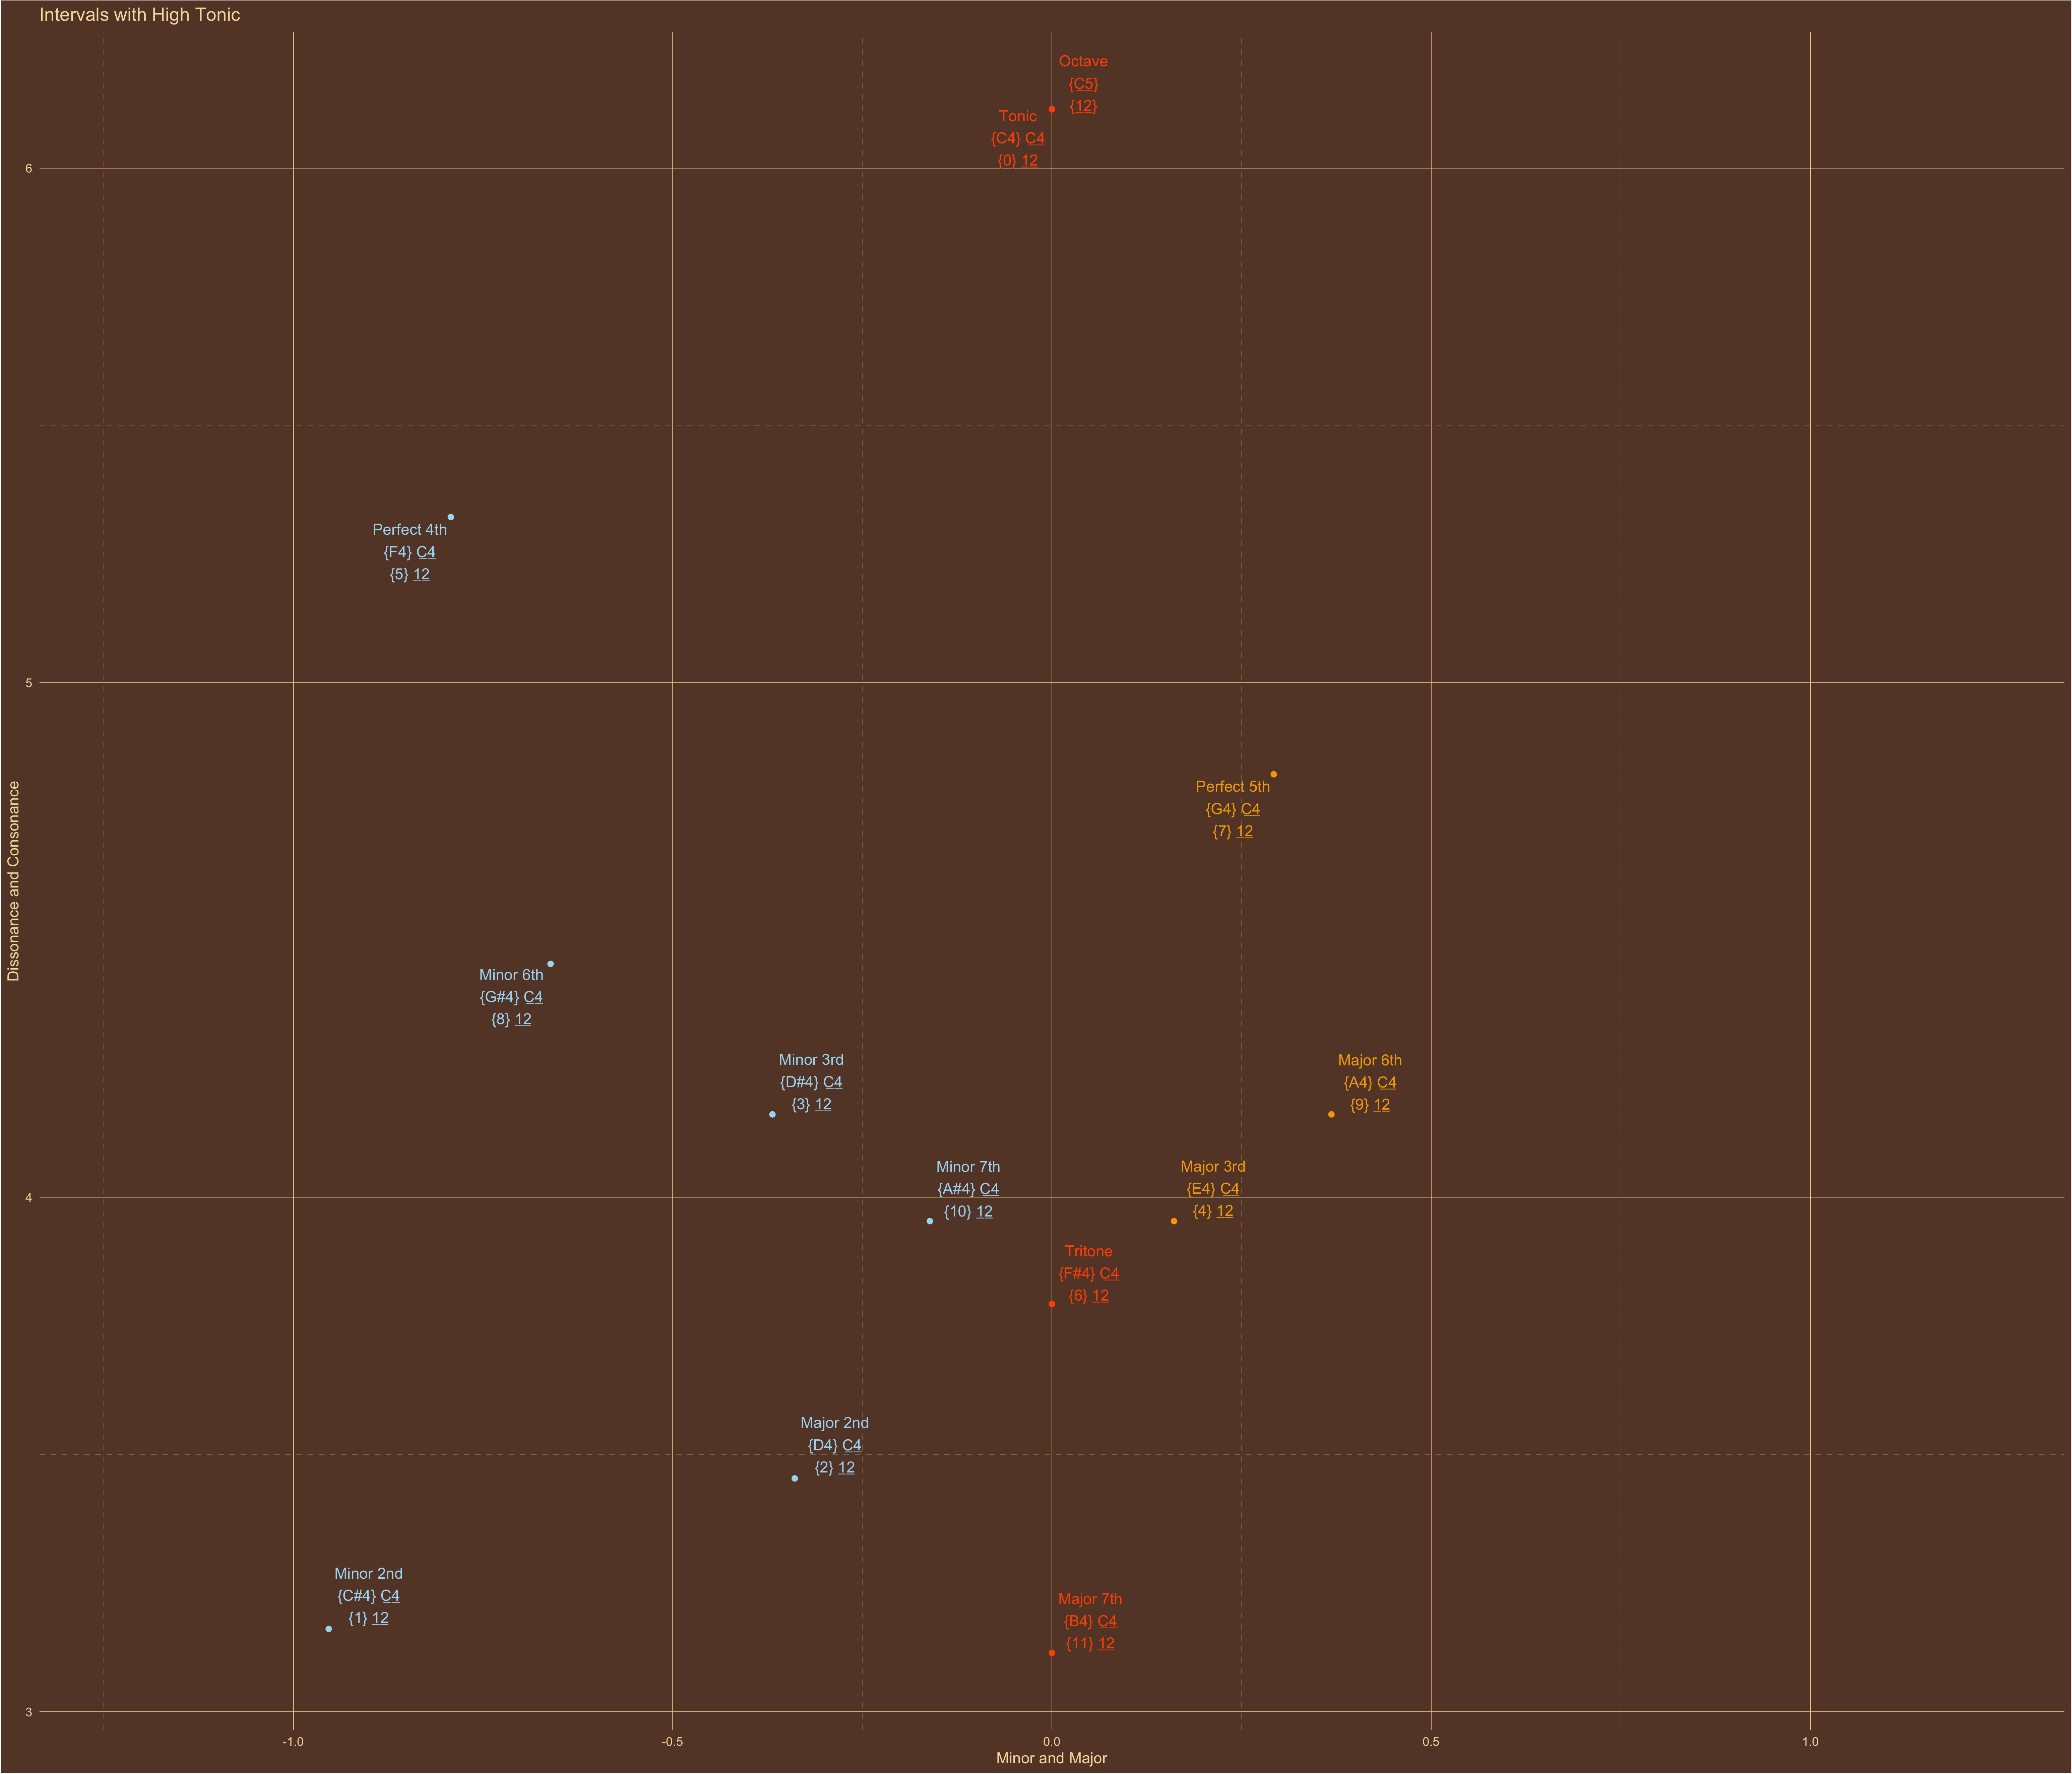 Intervals with High Tonic
Octave
{C5}
{12}
Tonic
{C4} C4
{0} 12
6
Perfect 4th
{F4} C4
{5} 12
5
Perfect 5th
{G4} C4
{7} 12
Dissonance and Consonance
Minor 6th
{G#4} C4
{8} 12
Minor 3rd
{D#4} C4
{3} 12
Major 6th
{A4} C4
{9} 12
Minor 7th
{A#4} C4
{10} 12
Major 3rd
{E4} C4
{4} 12
4
Tritone
{F#4} C4
{6} 12
Major 2nd
{D4} C4
{2} 12
Minor 2nd
{C#4} C4
{1} 12
Major 7th
{B4} C4
{11} 12
3
-1.0 -0.5 0.0 0.5 1.0
Minor and Major